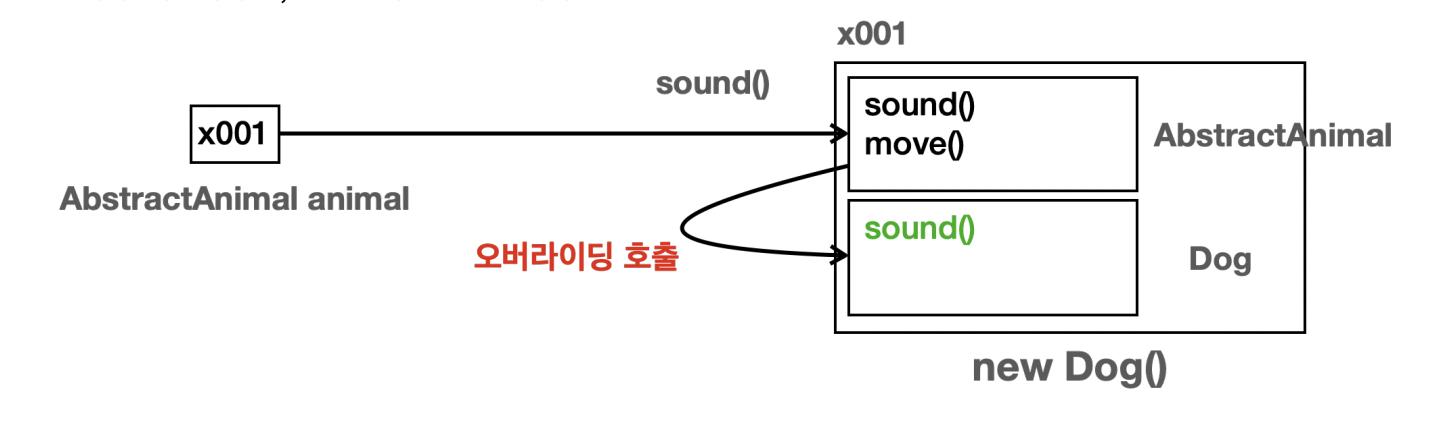 x001
sound()
sound()
move()
x001
AbstractAnimal
AbstractAnimal animal
sound()
오버라이딩 호출
Dog
new Dog()